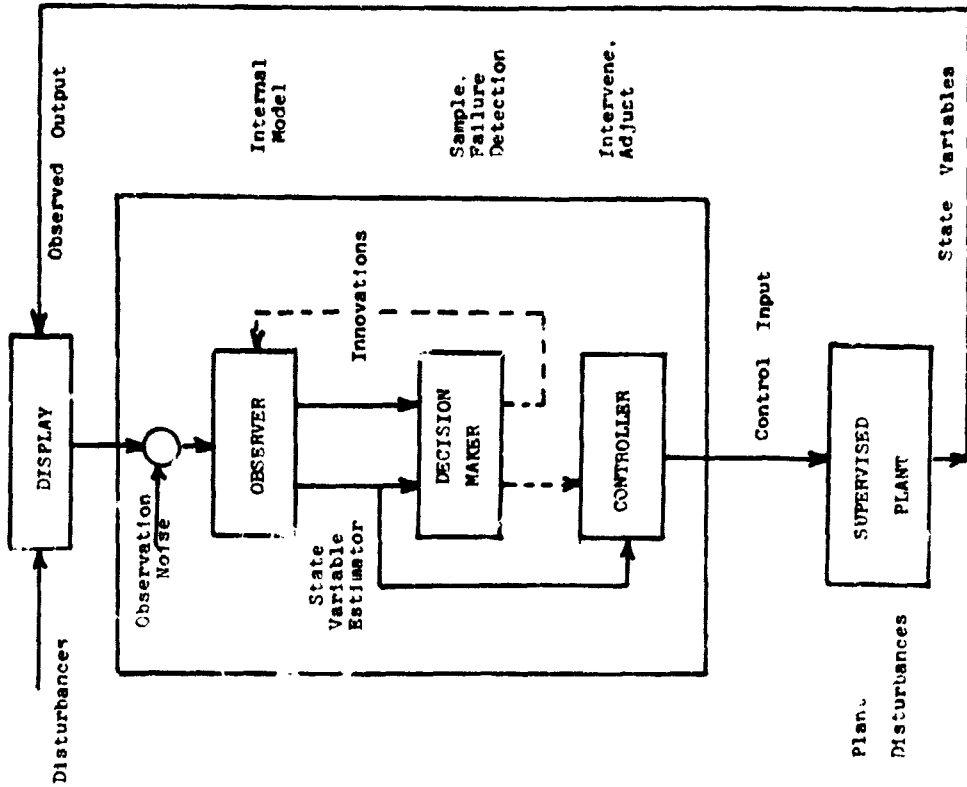 Disturbances
DISPLAY
Observed Output
Observation
Noise
OBSERVER
Internal
Model
State
Variable
Estimator
Innovations
DECISION
MAKER
Sample,
Failure
Detection
CONTROLLER
Intervene,
Adjust
Control Input
Plant
Disturbances
SUPERVISED
PLANT
State Variables